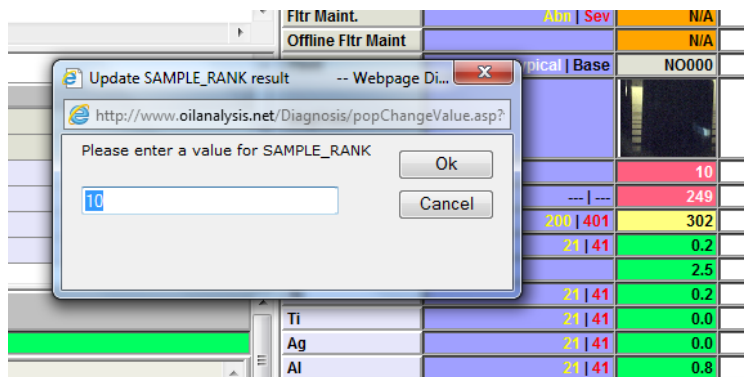 Fltr Maint. Abn | Sev N/A
Offline Fltr Maint N/A
Update SAMPLE_RANK result -- Webpage Di...
pical | Base NO000
http://www.oilanalysis.net/Diagnosis/popChangeValue.asp?
Please enter a value for SAMPLE_RANK
Ok
10
Cancel
10
--- | --- 249
200 | 401 302
21 | 41 0.2
2.5
21 | 41 0.2
Ti 21 | 41 0.0
Ag 21 | 41 0.0
Al 21 | 41 0.8